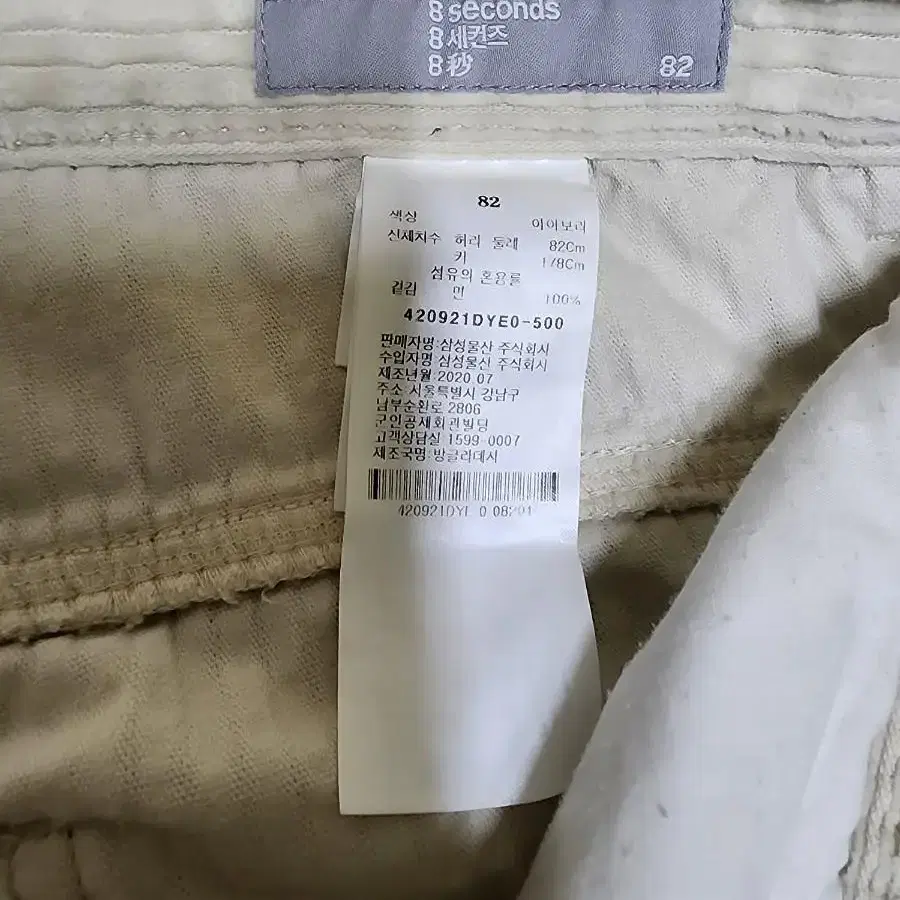 8 seconds
8세컨즈
8秒 82
82
색상 아이보리
신체치수 허리 둘레 82Cm
키 178Cm
섬유의 혼용률
겉감 면 100%
420921DYE0-500
판매자명:삼성물산 주식회사
수입자명:삼성물산 주식회사
제조년월:2020.07
주소 서울특별시 강남구
남부순환로 2806
군인공제회관빌딩
고객상담실 1599-0007
제조국명:방글라데시
420921DYE 0 08201